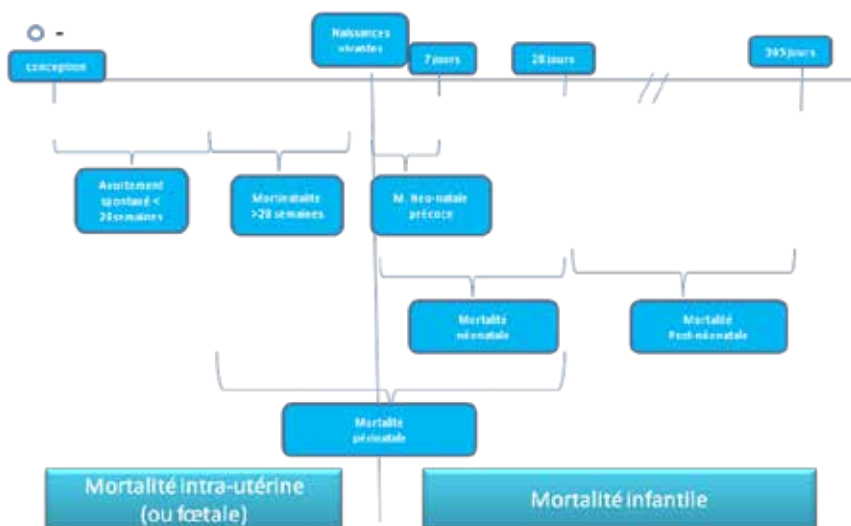 Naissances
vivantes
conception
7 jours
28 jours
365 jours
Avortement
spontané <
28 semaines
Mortinatalité
>28 semaines
M. Néo-natale
précoce
Mortalité
néonatale
Mortalité
Post-néonatale
Mortalité
périnatale
Mortalité intra-utérine
(ou fœtale)
Mortalité infantile